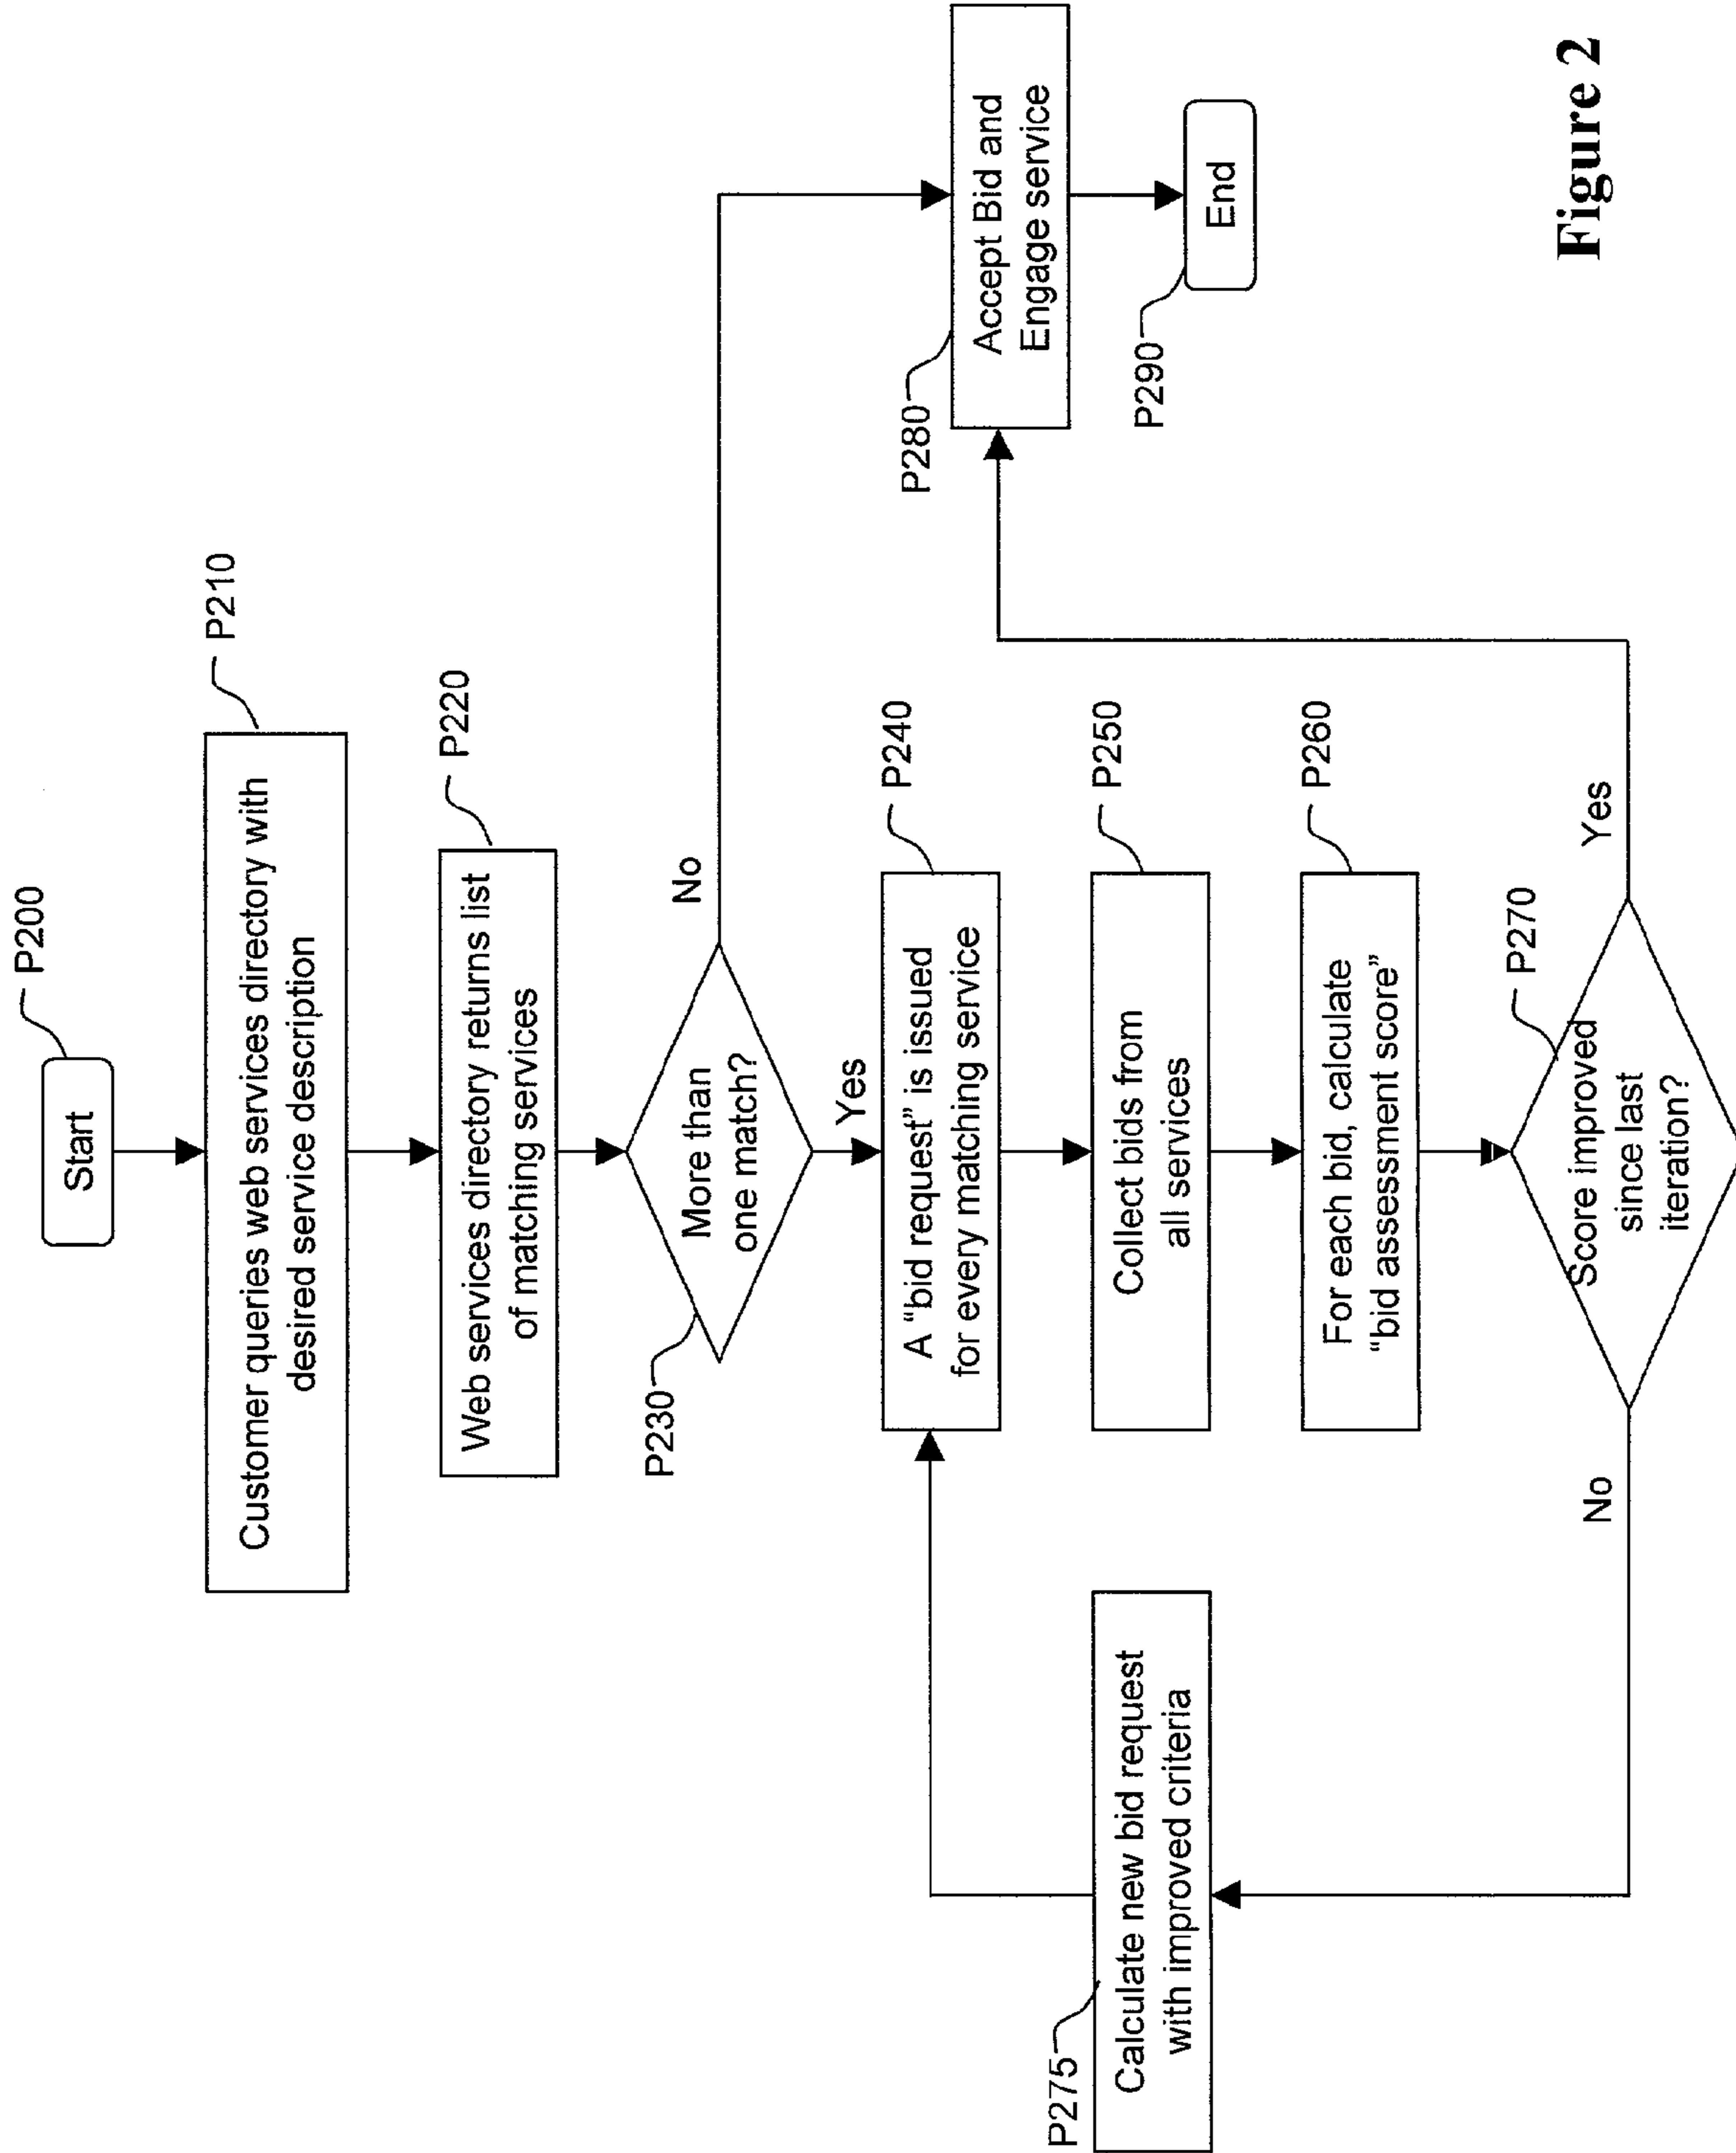 P200
Start
P210
Customer queries web services directory with
desired service description
P220
Web services directory returns list
of matching services
P230
More than
one match?
No
Yes
P240
A “bid request” is issued
for every matching service
P250
Collect bids from
all services
P260
For each bid, calculate
“bid assessment score”
P270
Score improved
since last
iteration?
No
Yes
P275
Calculate new bid request
with improved criteria
P280
Accept Bid and
Engage service
P290
End
Figure 2